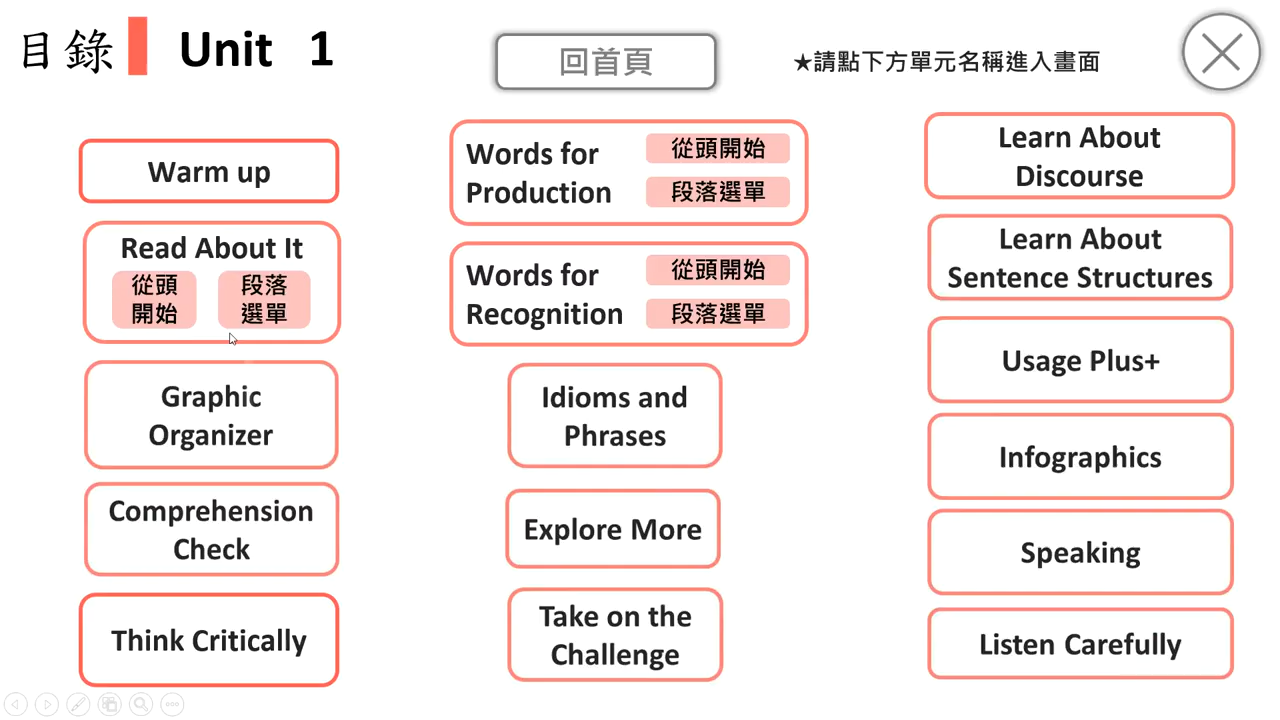 目錄 Unit 1
回首頁
★請點下方單元名稱進入畫面
Warm up
Read About It
從頭
開始
段落
選單
Graphic
Organizer
Comprehension
Check
Think Critically
Words for
Production
從頭開始
段落選單
Words for
Recognition
從頭開始
段落選單
Idioms and
Phrases
Explore More
Take on the
Challenge
Learn About
Discourse
Learn About
Sentence Structures
Usage Plus+
Infographics
Speaking
Listen Carefully